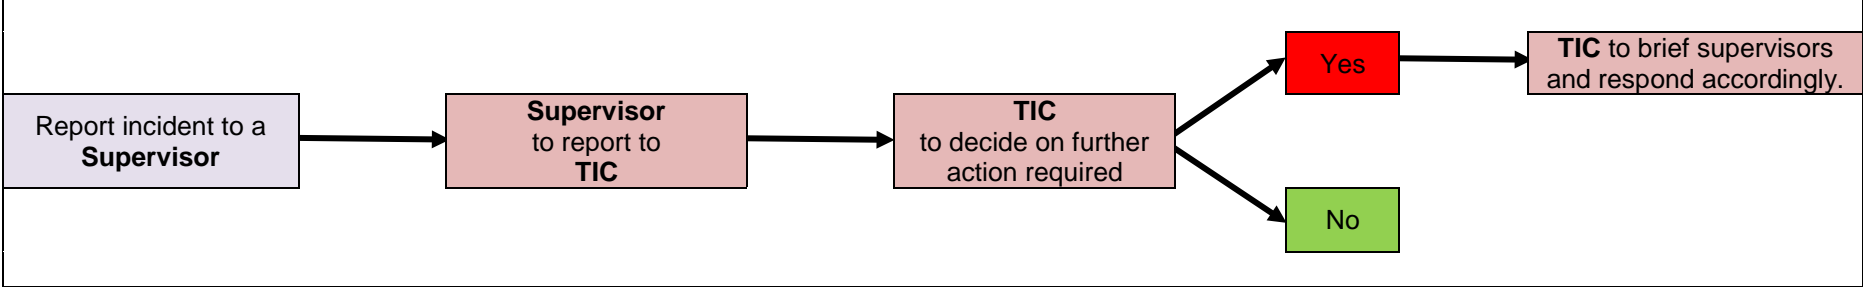 Report incident to a
Supervisor
Supervisor
to report to
TIC
TIC
to decide on further
action required
Yes
No
TIC to brief supervisors
and respond accordingly.